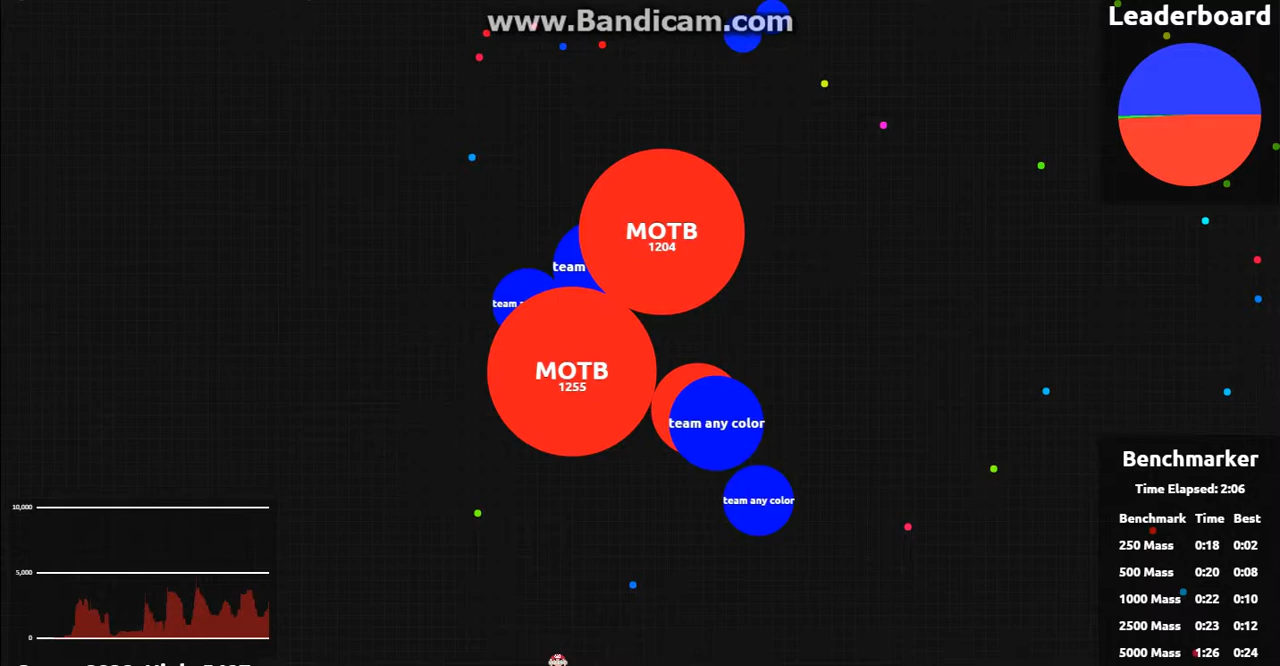 www.Bandicam.com
Leaderboard
MOTB
1204
team
team
MOTB
1255
team any color
team any color
10,000
5,000
0
Benchmarker
Time Elapsed: 2:06
Benchmark Time Best
250 Mass 0:18 0:02
500 Mass 0:20 0:08
1000 Mass 0:22 0:10
2500 Mass 0:23 0:12
5000 Mass 1:26 0:24